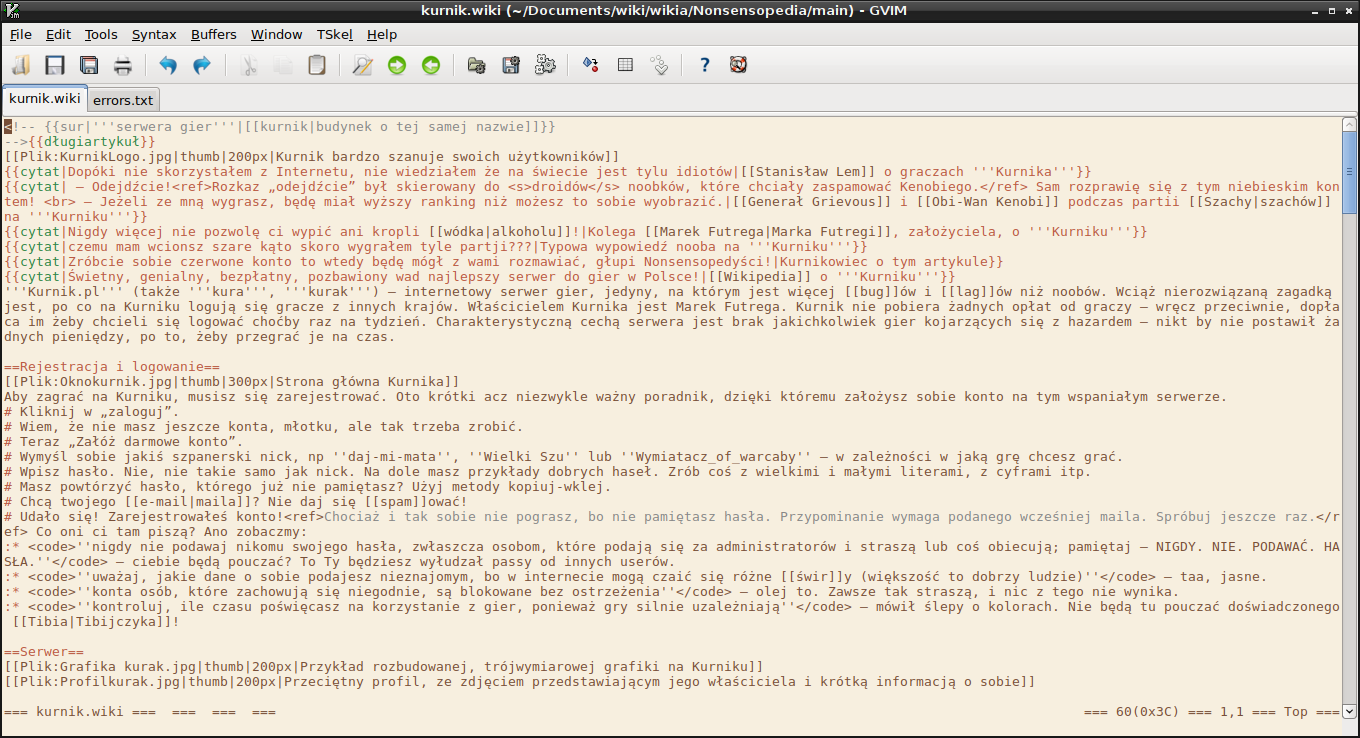 kurnik.wiki (~/Documents/wiki/wikia/Nonsensopedia/main) - GVIM
File Edit Tools Syntax Buffers Window TSkel Help
kurnik.wiki errors.txt
<!-- {{sur|'''serwera gier'''|[[kurnik|budynek o tej samej nazwie]]}}
-->{{długiartykuł}}
[[Plik:KurnikLogo.jpg|thumb|200px|Kurnik bardzo szanuje swoich użytkowników]]
{{cytat|Dopóki nie skorzystałem z Internetu, nie wiedziałem że na świecie jest tylu idiotów|[[Stanisław Lem]] o graczach '''Kurnika'''}}
{{cytat| – Odejdźcie!<ref>Rozkaz „odejdźcie” był skierowany do <s>droidów</s> noobków, które chciały zaspamować Kenobiego.</ref> Sam rozprawię się z tym niebieskim kon
tem! <br> – Jeżeli ze mną wygrasz, będę miał wyższy ranking niż możesz to sobie wyobrazić.|[[Generał Grievous]] i [[Obi-Wan Kenobi]] podczas partii [[Szachy|szachów]]
na '''Kurniku'''}}
{{cytat|Nigdy więcej nie pozwolę ci wypić ani kropli [[wódka|alkoholu]]!|Kolega [[Marek Futrega|Marka Futregi]], założyciela, o '''Kurniku'''}}
{{cytat|czemu mam wcionsz szare kąto skoro wygrałem tyle partji???|Typowa wypowiedź nooba na '''Kurniku'''}}
{{cytat|Zróbcie sobie czerwone konto to wtedy będę mógł z wami rozmawiać, głupi Nonsensopedyści!|Kurnikowiec o tym artykule}}
{{cytat|Świetny, genialny, bezpłatny, pozbawiony wad najlepszy serwer do gier w Polsce!|[[Wikipedia]] o '''Kurniku'''}}
'''Kurnik.pl''' (także '''kura''', '''kurak''') – internetowy serwer gier, jedyny, na którym jest więcej [[bug]]ów i [[lag]]ów niż noobów. Wciąż nierozwiązaną zagadką
jest, po co na Kurniku logują się gracze z innych krajów. Właścicielem Kurnika jest Marek Futrega. Kurnik nie pobiera żadnych opłat od graczy – wręcz przeciwnie, dopła
ca im żeby chcieli się logować choćby raz na tydzień. Charakterystyczną cechą serwera jest brak jakichkolwiek gier kojarzących się z hazardem – nikt by nie postawił ża
dnych pieniędzy, po to, żeby przegrać je na czas.
==Rejestracja i logowanie==
[[Plik:Oknokurnik.jpg|thumb|300px|Strona główna Kurnika]]
Aby zagrać na Kurniku, musisz się zarejestrować. Oto krótki acz niezwykle ważny poradnik, dzięki któremu założysz sobie konto na tym wspaniałym serwerze.
# Kliknij w „zaloguj”.
# Wiem, że nie masz jeszcze konta, młotku, ale tak trzeba zrobić.
# Teraz „Załóż darmowe konto”.
# Wymyśl sobie jakiś szpanerski nick, np ''daj-mi-mata'', ''Wielki Szu'' lub ''Wymiatacz_of_warcaby'' – w zależności w jaką grę chcesz grać.
# Wpisz hasło. Nie, nie takie samo jak nick. Na dole masz przykłady dobrych haseł. Zrób coś z wielkimi i małymi literami, z cyframi itp.
# Masz powtórzyć hasło, którego już nie pamiętasz? Użyj metody kopiuj-wklej.
# Chcą twojego [[e-mail|maila]]? Nie daj się [[spam]]ować!
# Udało się! Zarejestrowałeś konto!<ref>Chociaż i tak sobie nie pograsz, bo nie pamiętasz hasła. Przypominanie wymaga podanego wcześniej maila. Spróbuj jeszcze raz.</r
ef> Co oni ci tam piszą? Ano zobaczmy:
:* <code>''nigdy nie podawaj nikomu swojego hasła, zwłaszcza osobom, które podają się za administratorów i straszą lub coś obiecują; pamiętaj – NIGDY. NIE. PODAWAĆ. HA
SŁA.''</code> – ciebie będą pouczać? To Ty będziesz wyłudzał passy od innych userów.
:* <code>''uważaj, jakie dane o sobie podajesz nieznajomym, bo w internecie mogą czaić się różne [[świr]]y (większość to dobrzy ludzie)''</code> – taa, jasne.
:* <code>''konta osób, które zachowują się niegodnie, są blokowane bez ostrzeżenia''</code> – olej to. Zawsze tak straszą, i nic z tego nie wynika.
:* <code>''kontroluj, ile czasu poświęcasz na korzystanie z gier, ponieważ gry silnie uzależniają''</code> – mówił ślepy o kolorach. Nie będą tu pouczać doświadczonego
[[Tibia|Tibijczyka]]!
==Serwer==
[[Plik:Grafika kurak.jpg|thumb|200px|Przykład rozbudowanej, trójwymiarowej grafiki na Kurniku]]
[[Plik:Profilkurak.jpg|thumb|200px|Przeciętny profil, ze zdjęciem przedstawiającym jego właściciela i krótką informacją o sobie]]
=== kurnik.wiki === === === === === 60(0x3C) === 1,1 === Top ===